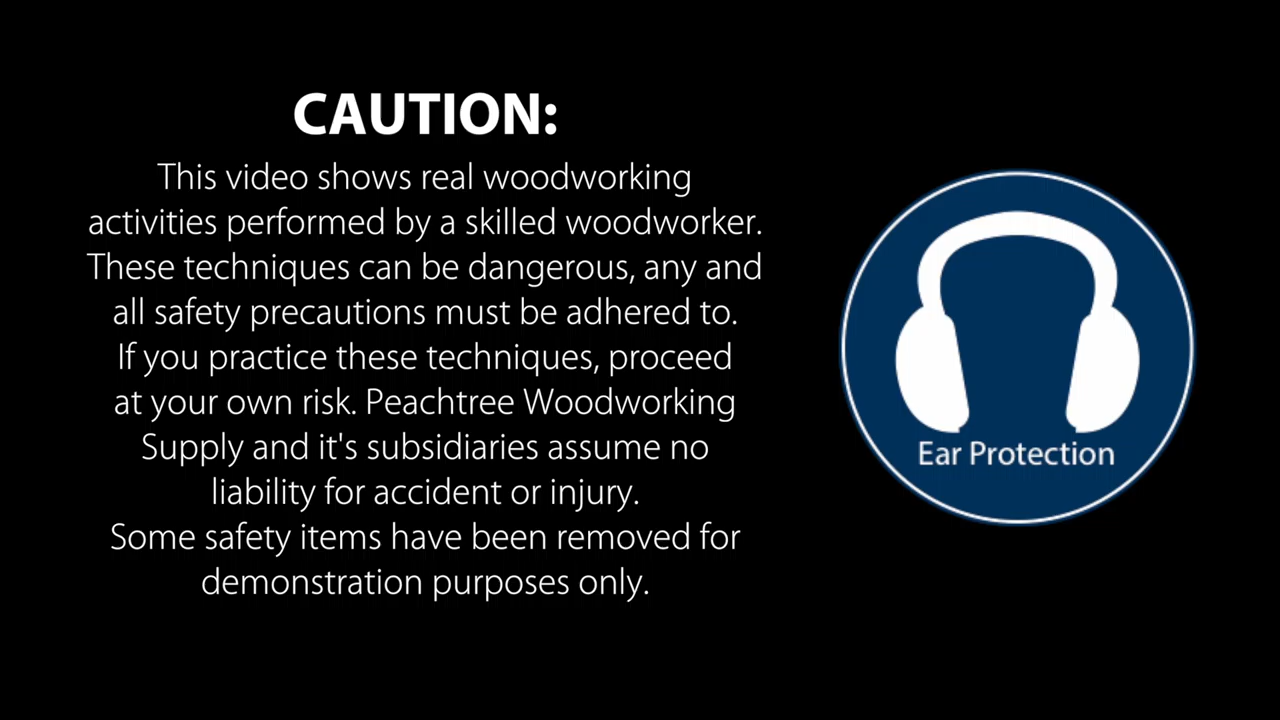 CAUTION:
This video shows real woodworking
activities performed by a skilled woodworker.
These techniques can be dangerous, any and
all safety precautions must be adhered to.
If you practice these techniques, proceed
at your own risk. Peachtree Woodworking
Supply and it's subsidiaries assume no
liability for accident or injury.
Some safety items have been removed for
demonstration purposes only.
Ear Protection